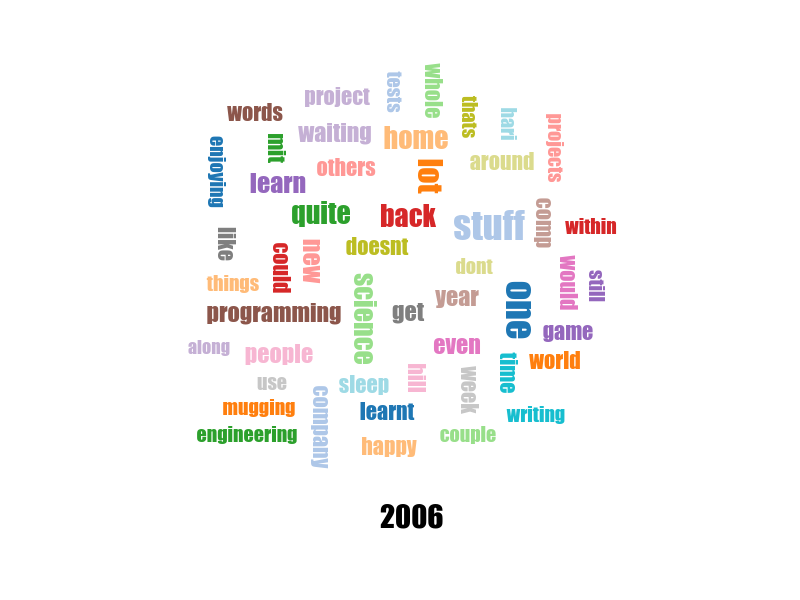 tests
whole
project
thats
words
hari
projects
mit
waiting
home
enjoying
others
lot
around
learn
quite
back
stuff
comp
within
like
could
new
doesnt
dont
would
still
things
science
year
one
programming
get
game
along
people
even
time
world
use
sleep
hill
week
mugging
company
learnt
writing
engineering
happy
couple
2006